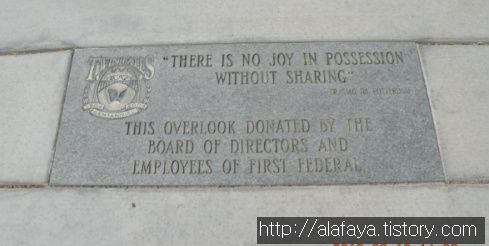 "THERE IS NO JOY IN POSSESSION
WITHOUT SHARING"
THIS OVERLOOK DONATED BY THE
BOARD OF DIRECTORS AND
EMPLOYEES OF FIRST FEDERAL
http://alafaya.tistory.com